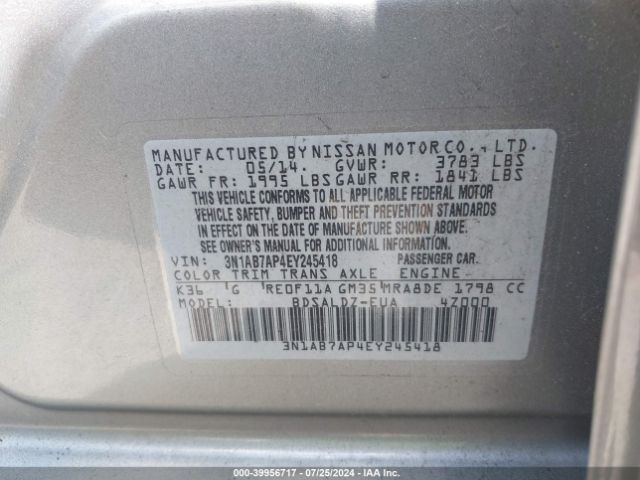 MANUFACTURED BY NISSAN MOTOR CO., LTD.
DATE: 05/14. GVWR: 3783 LBS
GAWR FR: 1995 LBS GAWR RR: 1841 LBS
THIS VEHICLE CONFORMS TO ALL APPLICABLE FEDERAL MOTOR
VEHICLE SAFETY, BUMPER AND THEFT PREVENTION STANDARDS
IN EFFECT ON THE DATE OF MANUFACTURE SHOWN ABOVE.
SEE OWNER'S MANUAL FOR ADDITIONAL INFORMATION.
VIN: 3N1AB7AP4EY245418 PASSENGER CAR.
COLOR TRIM TRANS AXLE ENGINE
K36 G RE0F11A GM35 MRA8DE 1798 CC
MODEL: BDSALDZ-EUA 4Z000
3N1AB7AP4EY245418
000-39956717 - 07/25/2024 - IAA Inc.